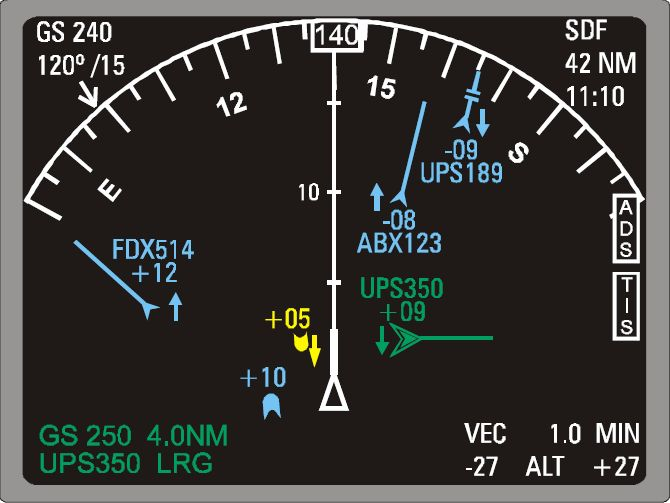 GS 240
120º /15
SDF
42 NM
11:10
140
12
15
E
S
10
-09
UPS189
-08
ABX123
FDX514
+12
UPS350
+09
+05
+10
ADS
TIS
GS 250 4.0NM
UPS350 LRG
VEC 1.0 MIN
-27 ALT +27